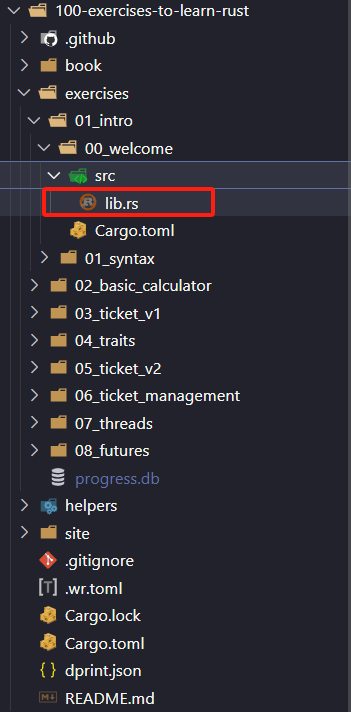 100-exercises-to-learn-rust
.github
book
exercises
01_intro
00_welcome
src
lib.rs
Cargo.toml
01_syntax
02_basic_calculator
03_ticket_v1
04_traits
05_ticket_v2
06_ticket_management
07_threads
08_futures
progress.db
helpers
site
.gitignore
[T] .wr.toml
Cargo.lock
Cargo.toml
{} dprint.json
README.md